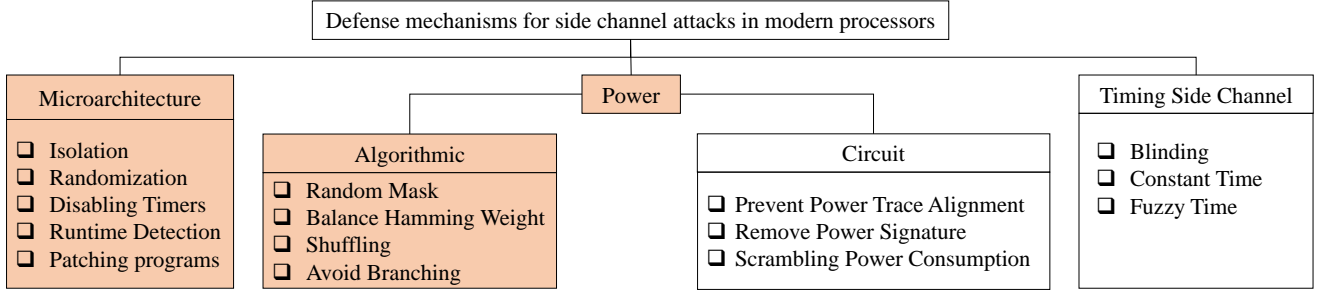 Defense mechanisms for side channel attacks in modern processors
Microarchitecture
❑ Isolation
❑ Randomization
❑ Disabling Timers
❑ Runtime Detection
❑ Patching programs
Power
Algorithmic
❑ Random Mask
❑ Balance Hamming Weight
❑ Shuffling
❑ Avoid Branching
Circuit
❑ Prevent Power Trace Alignment
❑ Remove Power Signature
❑ Scrambling Power Consumption
Timing Side Channel
❑ Blinding
❑ Constant Time
❑ Fuzzy Time